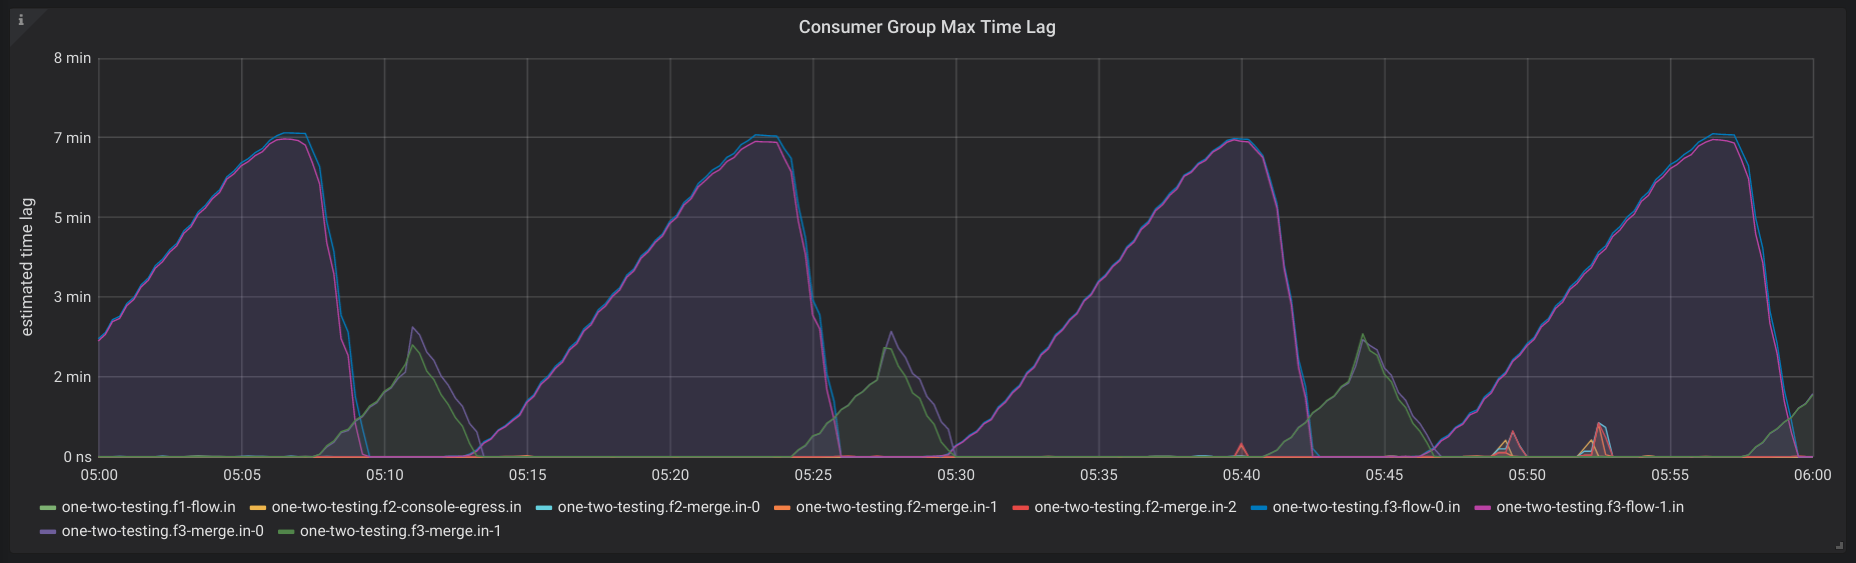 i
Consumer Group Max Time Lag
estimated time lag
8 min
7 min
5 min
3 min
2 min
0 ns
05:00 05:05 05:10 05:15 05:20 05:25 05:30 05:35 05:40 05:45 05:50 05:55 06:00
one-two-testing.f1-flow.in one-two-testing.f2-console-egress.in one-two-testing.f2-merge.in-0 one-two-testing.f2-merge.in-1 one-two-testing.f2-merge.in-2 one-two-testing.f3-flow-0.in one-two-testing.f3-flow-1.in
one-two-testing.f3-merge.in-0 one-two-testing.f3-merge.in-1